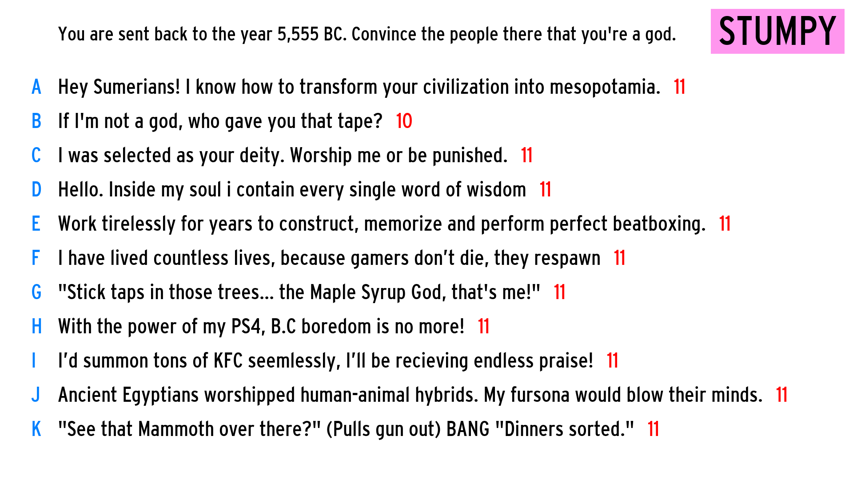 You are sent back to the year 5,555 BC. Convince the people there that you're a god.
STUMPY
A Hey Sumerians! I know how to transform your civilization into mesopotamia. 11
B If I'm not a god, who gave you that tape? 10
C I was selected as your deity. Worship me or be punished. 11
D Hello. Inside my soul i contain every single word of wisdom 11
E Work tirelessly for years to construct, memorize and perform perfect beatboxing. 11
F I have lived countless lives, because gamers don’t die, they respawn 11
G "Stick taps in those trees... the Maple Syrup God, that's me!" 11
H With the power of my PS4, B.C boredom is no more! 11
I I’d summon tons of KFC seemlessly, I’ll be recieving endless praise! 11
J Ancient Egyptians worshipped human-animal hybrids. My fursona would blow their minds. 11
K "See that Mammoth over there?" (Pulls gun out) BANG "Dinners sorted." 11